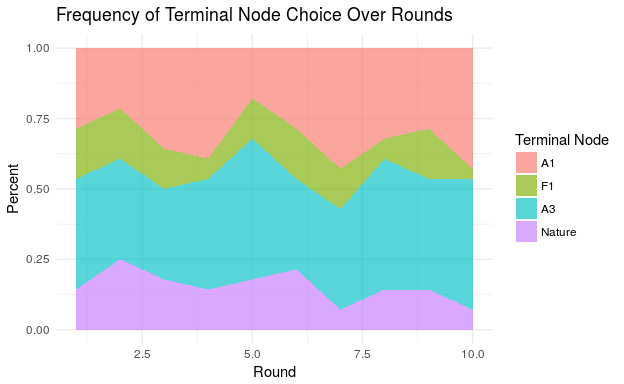 Frequency of Terminal Node Choice Over Rounds
1.00
0.75
0.50
0.25
0.00
Percent
2.5
5.0
7.5
10.0
Round
Terminal Node
A1
F1
A3
Nature